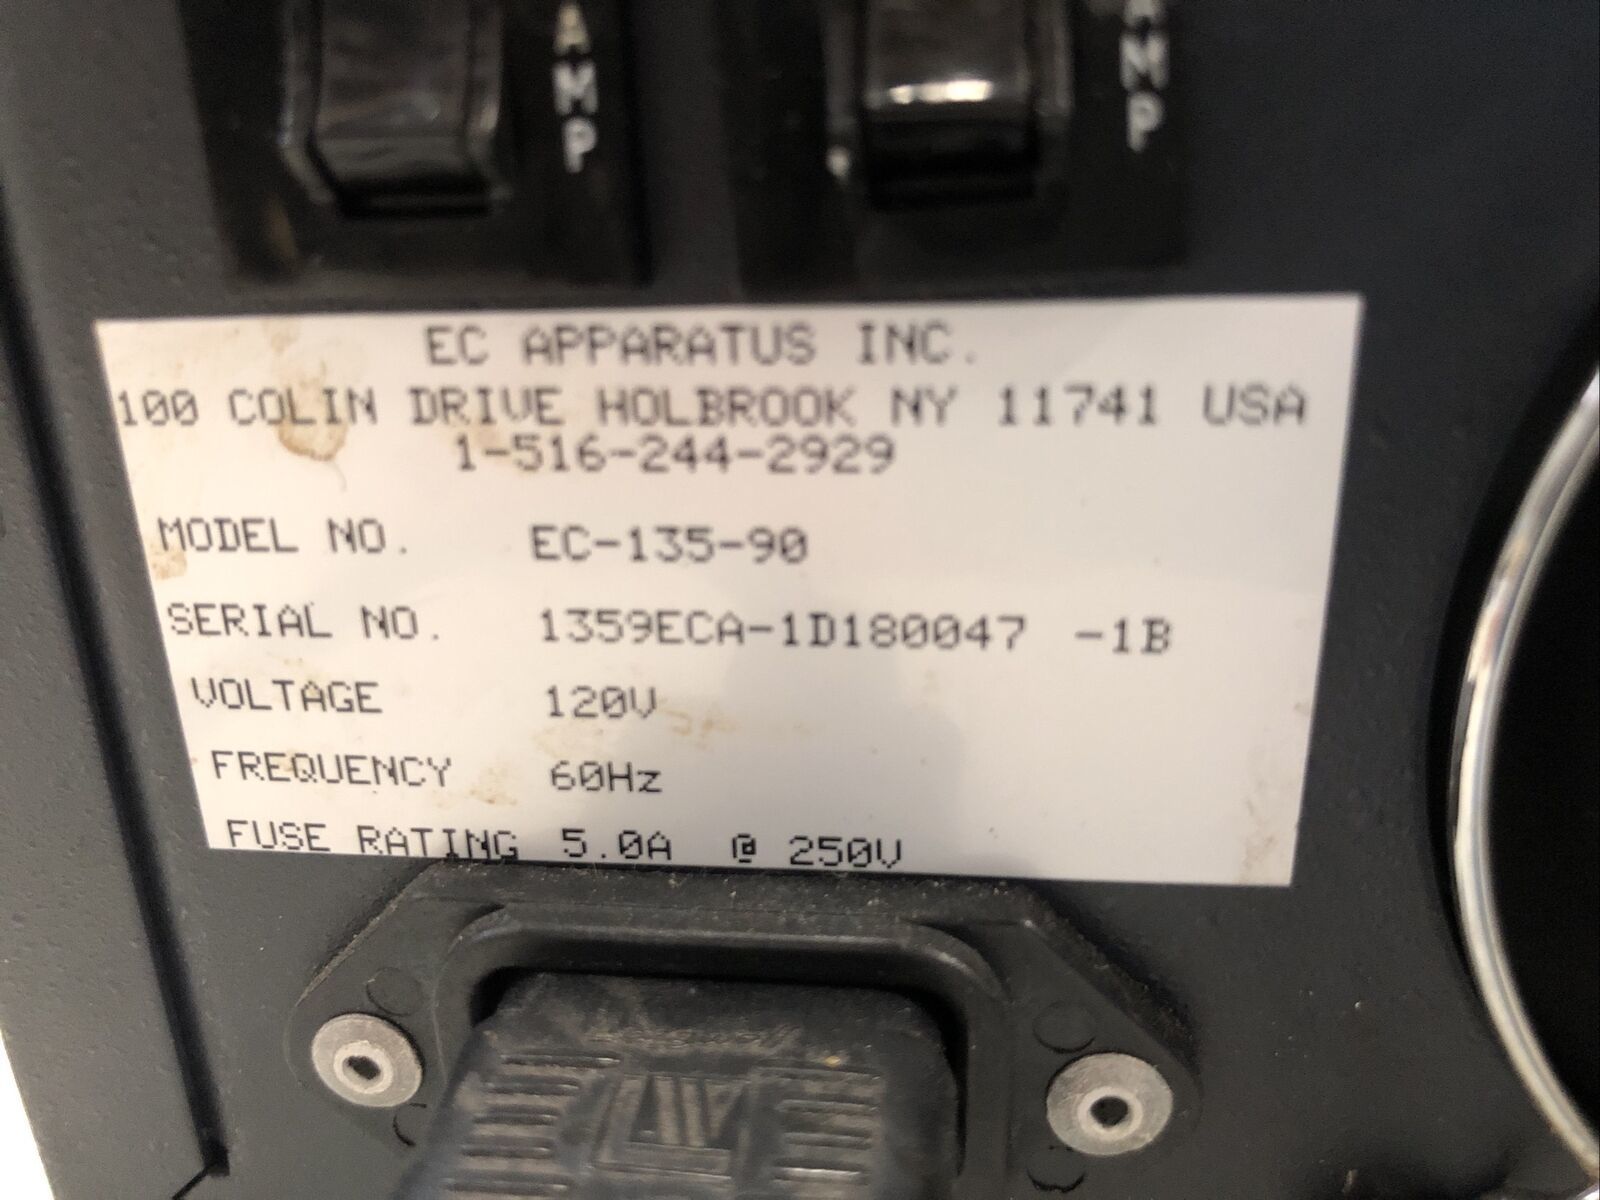 AMP
AMP
EC APPARATUS INC.
100 COLIN DRIVE HOLBROOK NY 11741 USA
1-516-244-2929
MODEL NO. EC-135-90
SERIAL NO. 1359ECA-1D180047 -1B
VOLTAGE 120V
FREQUENCY 60Hz
FUSE RATING 5.0A @ 250V